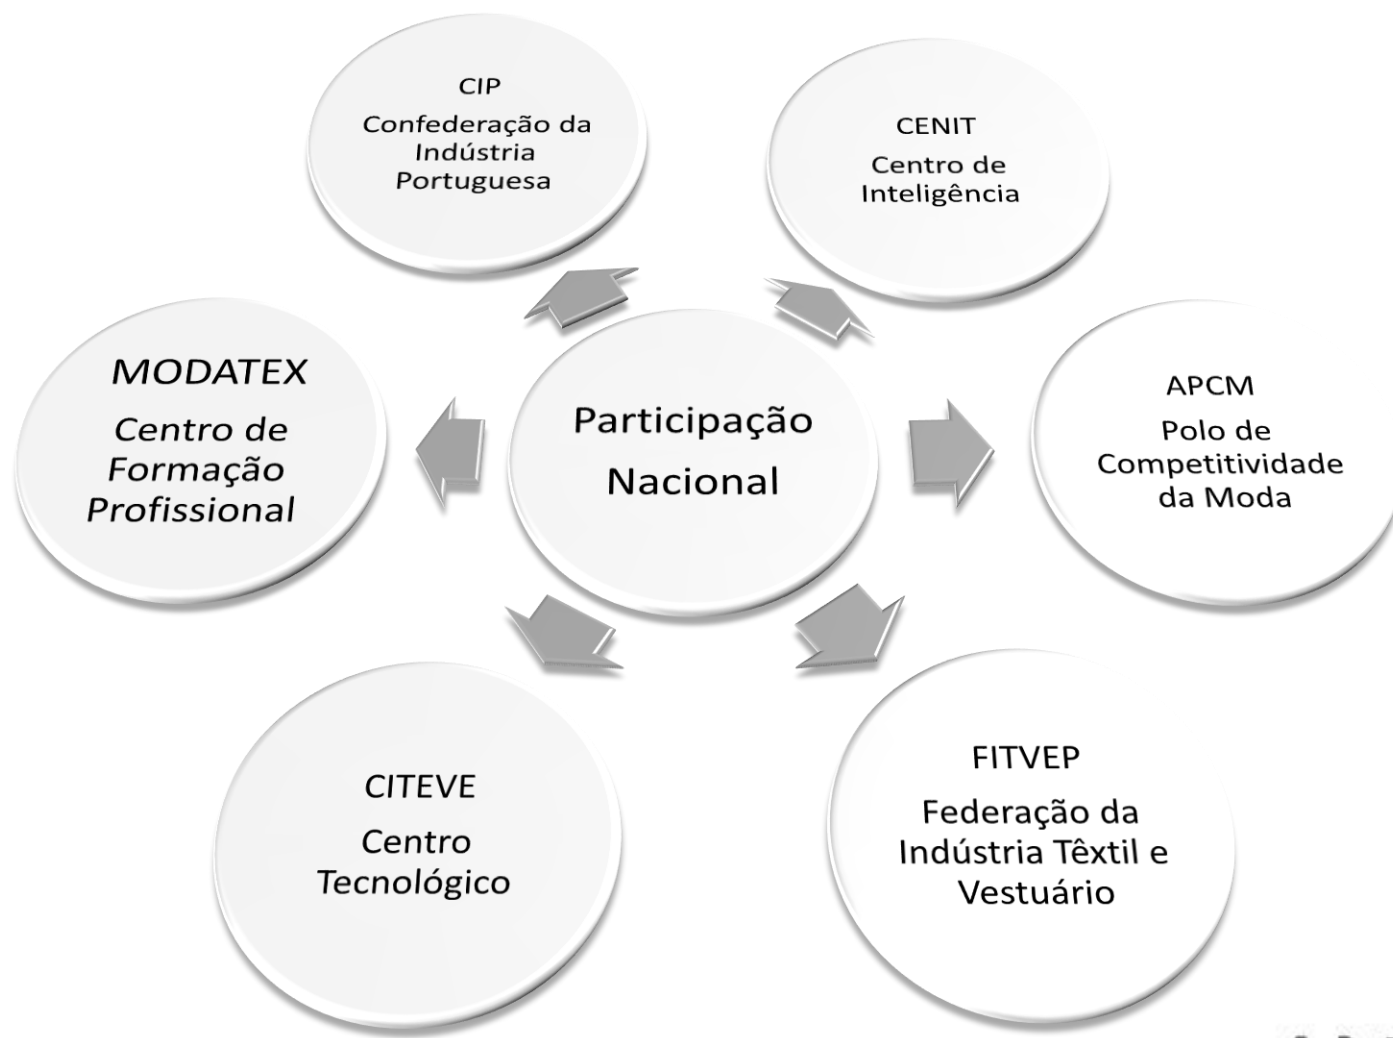 CIP
Confederação da
Indústria
Portuguesa
CENIT
Centro de
Inteligência
MODATEX
Centro de
Formação
Profissional
Participação
Nacional
APCM
Polo de
Competitividade
da Moda
CITEVE
Centro
Tecnológico
FITVEP
Federação da
Indústria Têxtil e
Vestuário